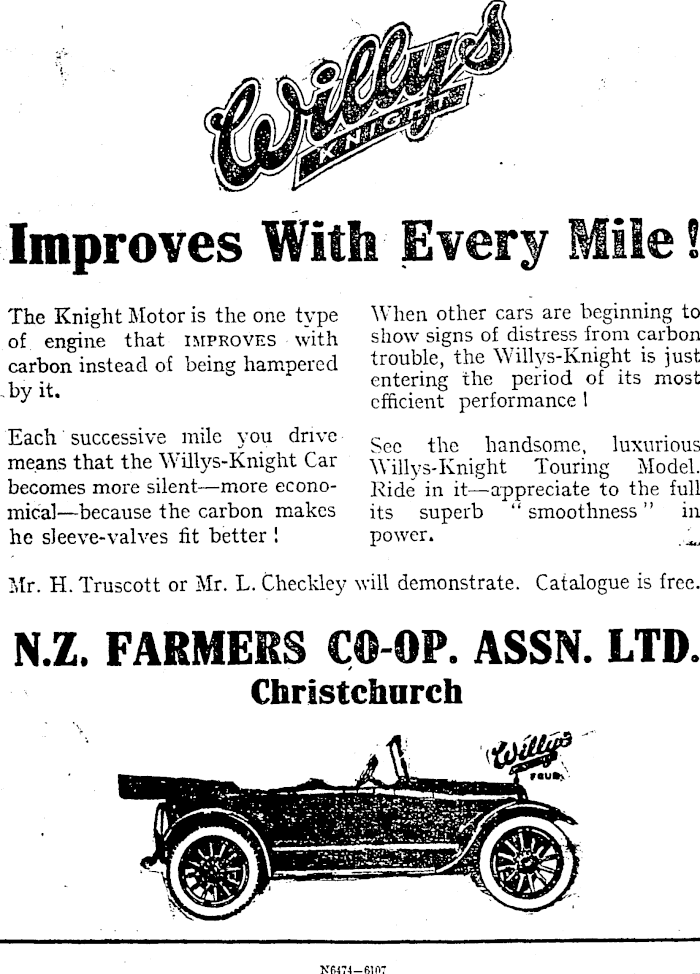 Willys
KNIGHT
Improves With Every Mile!
The Knight Motor is the one type
of engine that IMPROVES with
carbon instead of being hampered
by it.
Each successive mile you drive
means that the Willys-Knight Car
becomes more silent—more econo-
mical—because the carbon makes
he sleeve-valves fit better!
When other cars are beginning to
show signs of distress from carbon
trouble, the Willys-Knight is just
entering the period of its most
efficient performance!
See the handsome, luxurious
Willys-Knight Touring Model.
Ride in it—appreciate to the full
its superb "smoothness" in
power.
Mr. H. Truscott or Mr. L. Checkley will demonstrate. Catalogue is free.
N.Z. FARMERS CO-OP. ASSN. LTD.
Christchurch
Willys
FOUR
N6474—6107